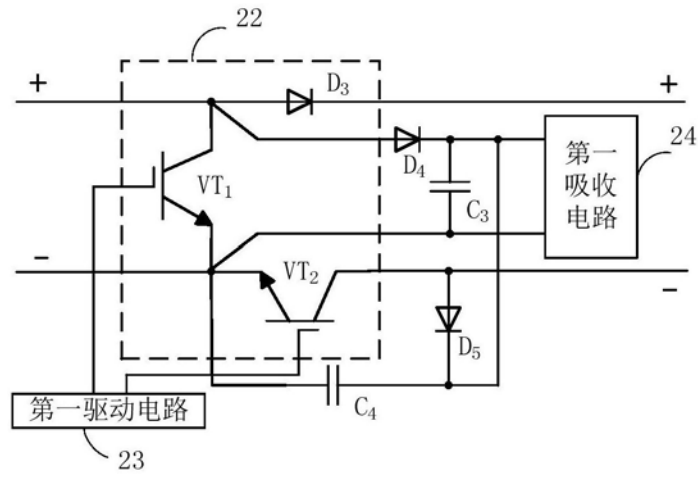 22
+
D3
+
第一
吸收
电路
24
D4
VT1
C3
-
VT2
-
D5
第一驱动电路
C4
23